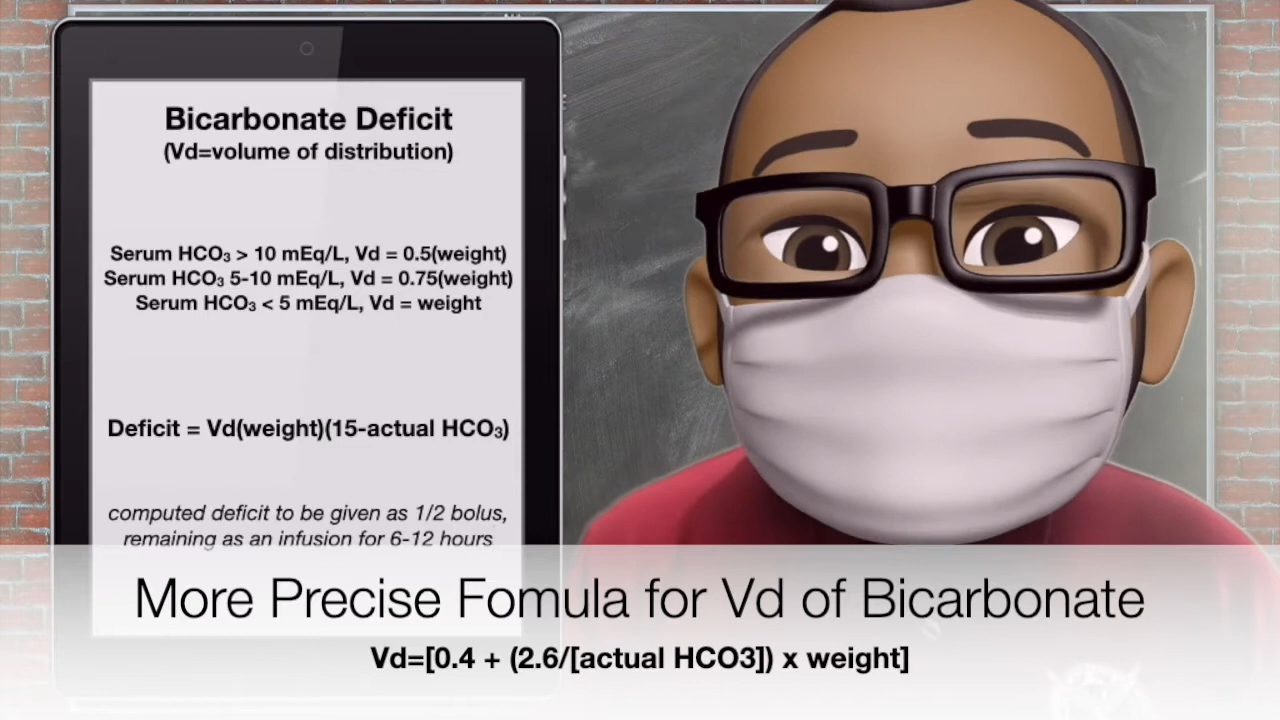 Bicarbonate Deficit
(Vd=volume of distribution)
Serum HCO₃ > 10 mEq/L, Vd = 0.5(weight)
Serum HCO₃ 5-10 mEq/L, Vd = 0.75(weight)
Serum HCO₃ < 5 mEq/L, Vd = weight
Deficit = Vd(weight)(15-actual HCO₃)
computed deficit to be given as 1/2 bolus,
remaining as an infusion for 6-12 hours
More Precise Fomula for Vd of Bicarbonate
Vd=[0.4 + (2.6/[actual HCO3]) x weight]